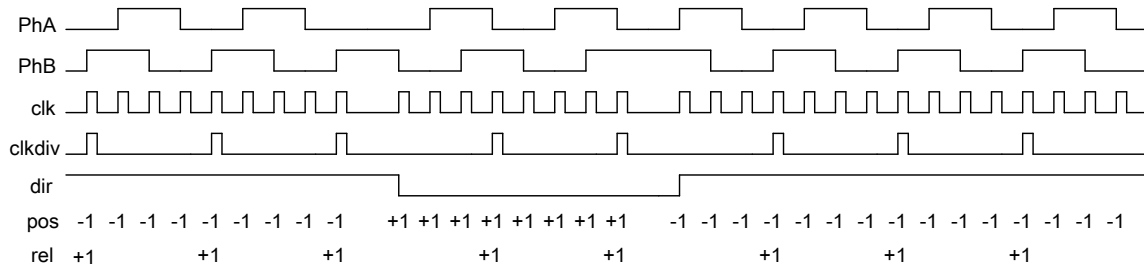 PhA
PhB
clk
clkdiv
dir
pos -1 -1 -1 -1 -1 -1 -1 -1 -1 +1 +1 +1 +1 +1 +1 +1 +1 -1 -1 -1 -1 -1 -1 -1 -1 -1 -1 -1 -1 -1 -1 -1
rel +1 +1 +1 +1 +1 +1 +1 +1